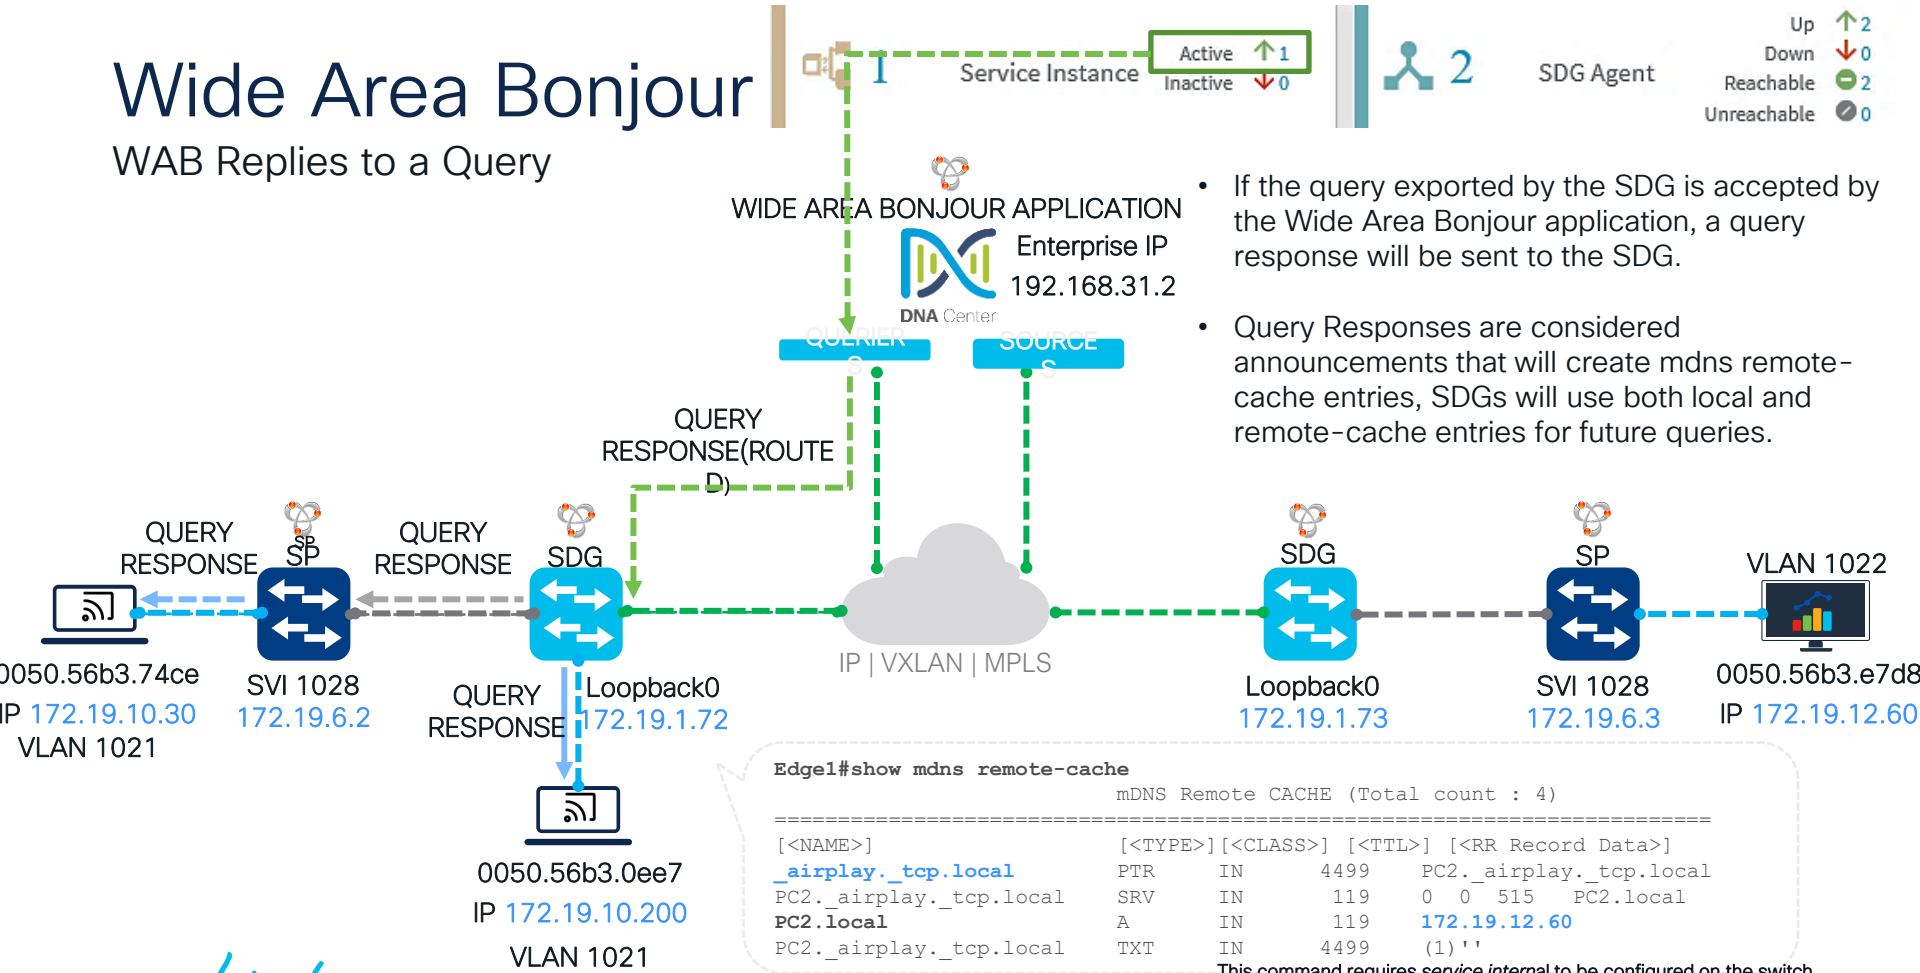 Wide Area Bonjour
WAB Replies to a Query
1
Service Instance
Active 1
Inactive 0
2
SDG Agent
Up 2
Down 0
Reachable 2
Unreachable 0
WIDE AREA BONJOUR APPLICATION
Enterprise IP
192.168.31.2
DNA Center
• If the query exported by the SDG is accepted by
the Wide Area Bonjour application, a query
response will be sent to the SDG.
• Query Responses are considered
announcements that will create mdns remote-
cache entries, SDGs will use both local and
remote-cache entries for future queries.
QUERIER
S
SOURCE
S
QUERY
RESPONSE(ROUTE
D)
QUERY
RESPONSE
SP
SP
QUERY
RESPONSE
SDG
SDG
SP
VLAN 1022
IP | VXLAN | MPLS
0050.56b3.74ce
IP 172.19.10.30
VLAN 1021
SVI 1028
172.19.6.2
QUERY
RESPONSE
Loopback0
172.19.1.72
Loopback0
172.19.1.73
SVI 1028
172.19.6.3
0050.56b3.e7d8
IP 172.19.12.60
0050.56b3.0ee7
IP 172.19.10.200
VLAN 1021
Edge1#show mdns remote-cache
mDNS Remote CACHE (Total count : 4)
==========================================================================
[<NAME>] [<TYPE>][<CLASS>] [<TTL>] [<RR Record Data>]
_airplay._tcp.local PTR IN 4499 PC2._airplay._tcp.local
PC2._airplay._tcp.local SRV IN 119 0 0 515 PC2.local
PC2.local A IN 119 172.19.12.60
PC2._airplay._tcp.local TXT IN 4499 (1)''
This command requires service internal to be configured on the switch